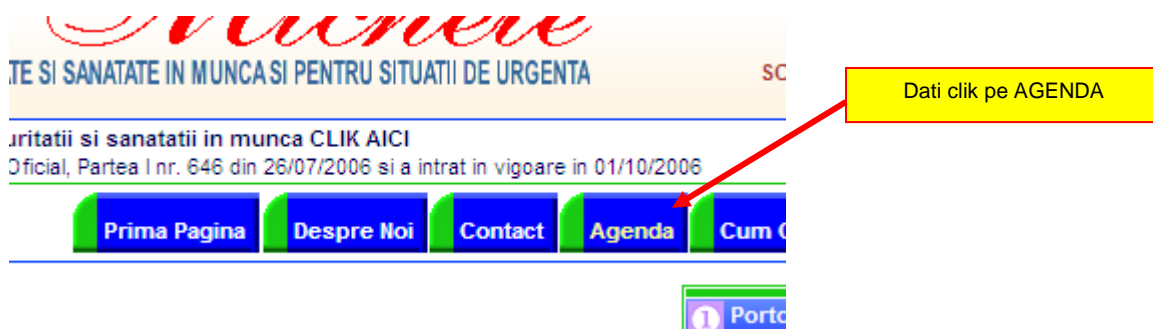 Michele
TE SI SANATATE IN MUNCA SI PENTRU SITUATII DE URGENTA
Dati clik pe AGENDA
uritatii si sanatatii in munca CLIK AICI
Oficial, Partea I nr. 646 din 26/07/2006 si a intrat in vigoare in 01/10/2006
Prima Pagina Despre Noi Contact Agenda Cum
1